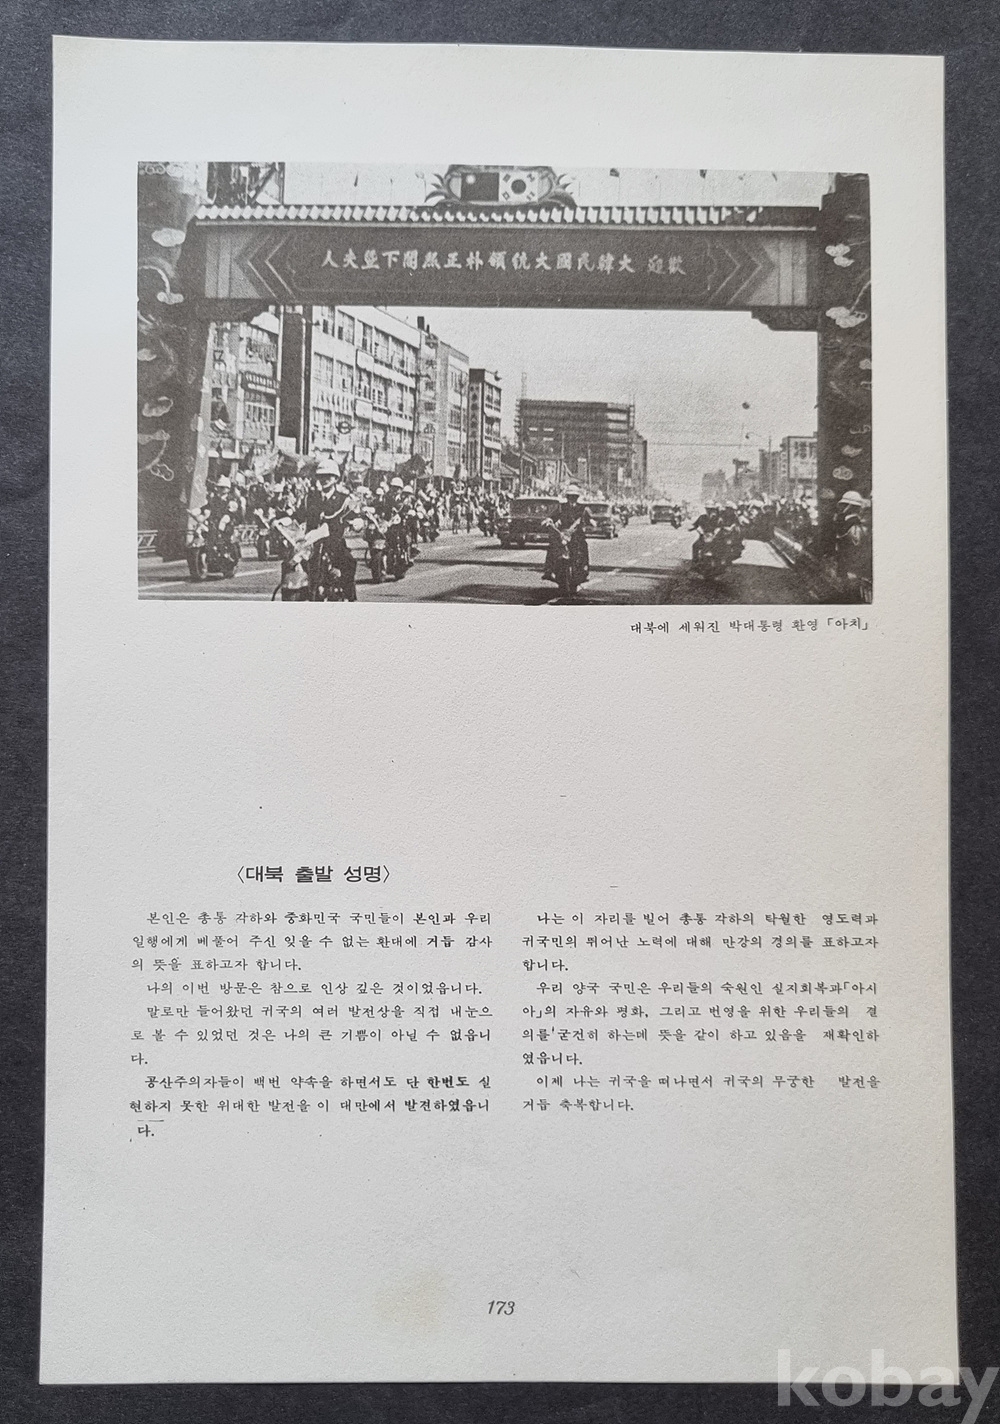 人夫暨下閣熙正朴領統大國民韓大 迎歡
대북에 세워진 박대통령 환영 「아치」
〈대북 출발 성명〉
본인은 총통 각하와 중화민국 국민들이 본인과 우리
일행에게 베풀어 주신 잊을 수 없는 환대에 거듭 감사
의 뜻을 표하고자 합니다.
나의 이번 방문은 참으로 인상 깊은 것이었읍니다.
말로만 들어왔던 귀국의 여러 발전상을 직접 내눈으
로 볼 수 있었던 것은 나의 큰 기쁨이 아닐 수 없읍니
다.
공산주의자들이 백번 약속을 하면서도 단 한번도 실
현하지 못한 위대한 발전을 이 대만에서 발견하였읍니
다.
나는 이 자리를 빌어 총통 각하의 탁월한 영도력과
귀국민의 뛰어난 노력에 대해 만강의 경의를 표하고자
합니다.
우리 양국 국민은 우리들의 숙원인 실지회복과「아시
아」의 자유와 평화, 그리고 번영을 위한 우리들의 결
의를 굳건히 하는데 뜻을 같이 하고 있음을 재확인하
였읍니다.
이제 나는 귀국을 떠나면서 귀국의 무궁한 발전을
거듭 축복합니다.
173
kobay